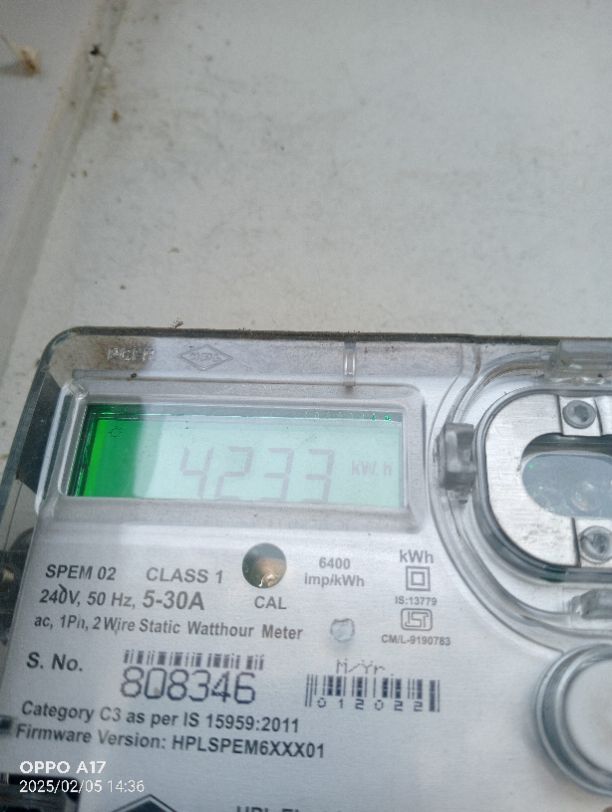 4233 kW h
SPEM 02 CLASS 1
240V, 50 Hz, 5-30A
ac, 1Ph, 2 Wire Static Watthour Meter
CAL
6400
imp/kWh
kWh
IS:13779
ISI
CM/L-9190783
S. No.
808346
M/Yr
012022
Category C3 as per IS 15959:2011
Firmware Version: HPLSPEM6XXX01
OPPO A17
2025/02/05 14:36